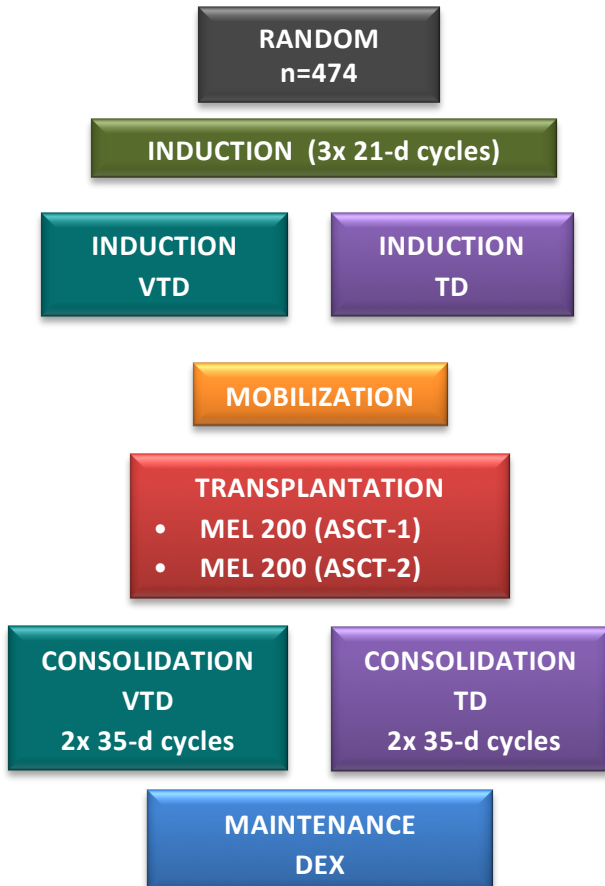 RANDOM
n=474
INDUCTION (3x 21-d cycles)
INDUCTION
VTD
INDUCTION
TD
MOBILIZATION
TRANSPLANTATION
• MEL 200 (ASCT-1)
• MEL 200 (ASCT-2)
CONSOLIDATION
VTD
2x 35-d cycles
CONSOLIDATION
TD
2x 35-d cycles
MAINTENANCE
DEX